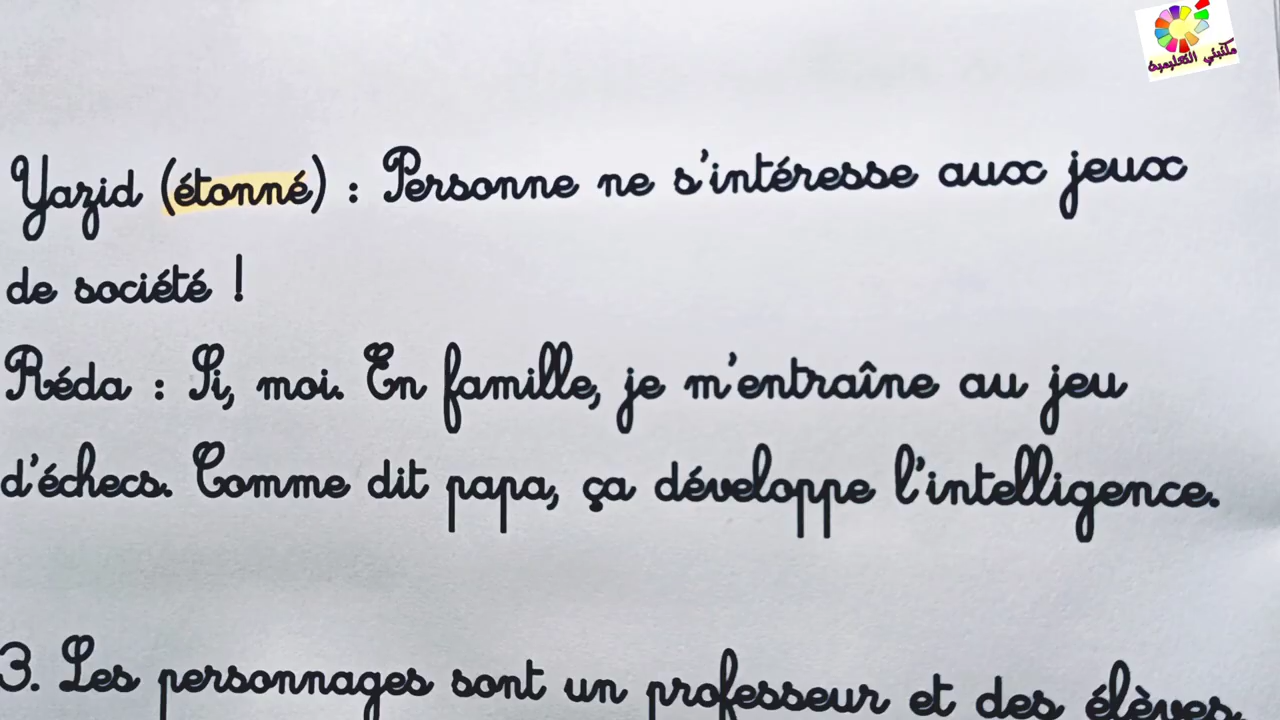 مكتبتي التعليمية
Yazid (étonné) : Personne ne s'intéresse aux jeux
de société !
Réda : Si, moi. En famille, je m'entraîne au jeu
d'échecs. Comme dit papa, ça développe l'intelligence.
3. Les personnages sont un professeur et des élèves.